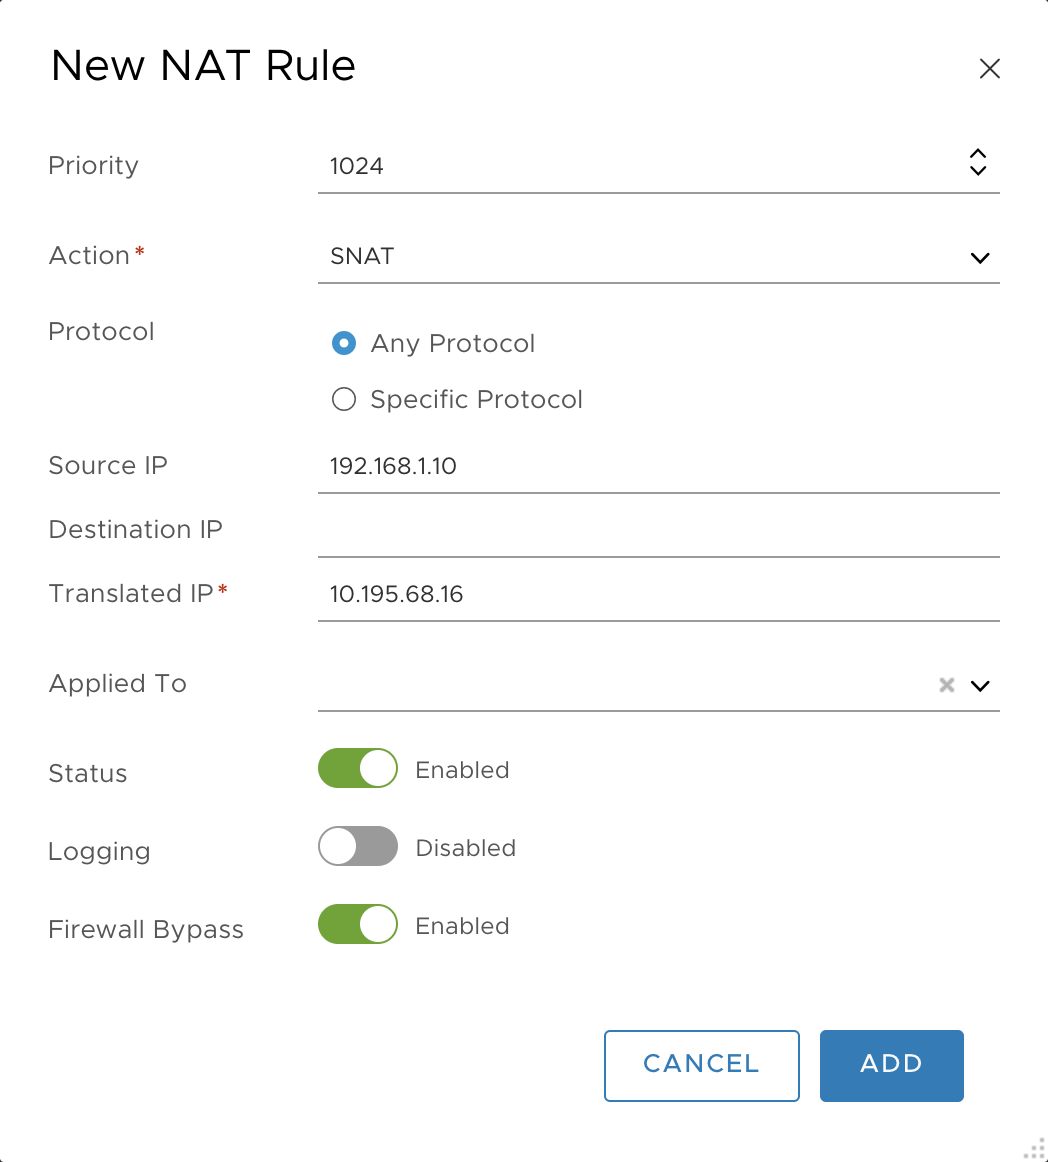 New NAT Rule
Priority 1024
Action* SNAT
Protocol Any Protocol
Specific Protocol
Source IP 192.168.1.10
Destination IP
Translated IP* 10.195.68.16
Applied To
Status Enabled
Logging Disabled
Firewall Bypass Enabled
CANCEL ADD